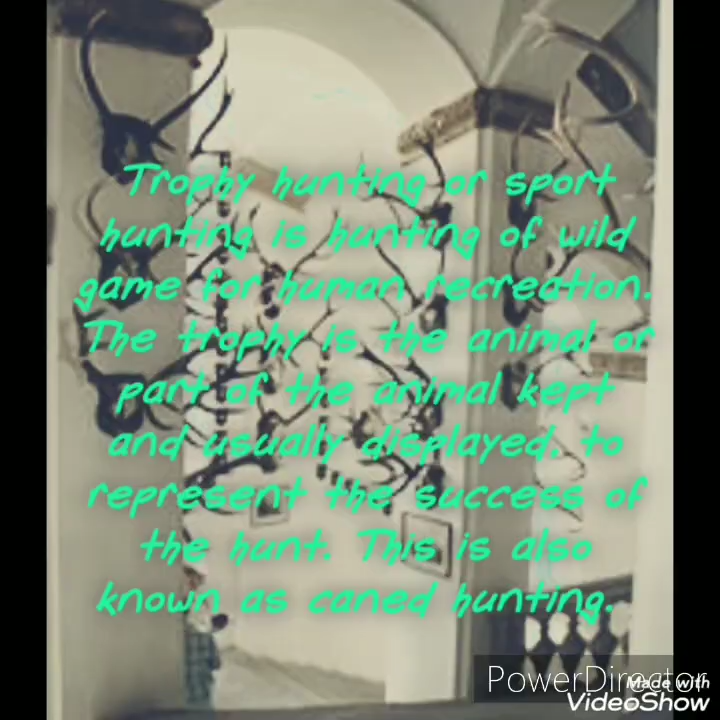 Trophy hunting or sport
hunting is hunting of wild
game for human recreation.
The trophy is the animal or
part of the animal kept
and usually displayed. to
represent the success of
the hunt. This is also
known as caned hunting.
PowerDirector
Made with
VideoShow